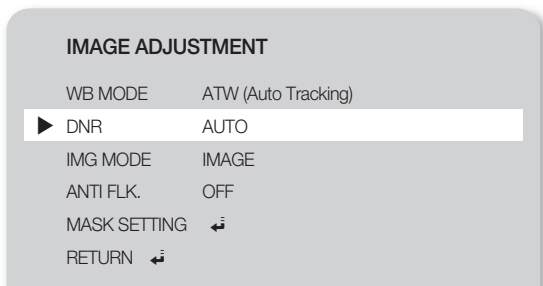 IMAGE ADJUSTMENT
WB MODE ATW (Auto Tracking)
DNR AUTO
IMG MODE IMAGE
ANTI FLK. OFF
MASK SETTING
RETURN